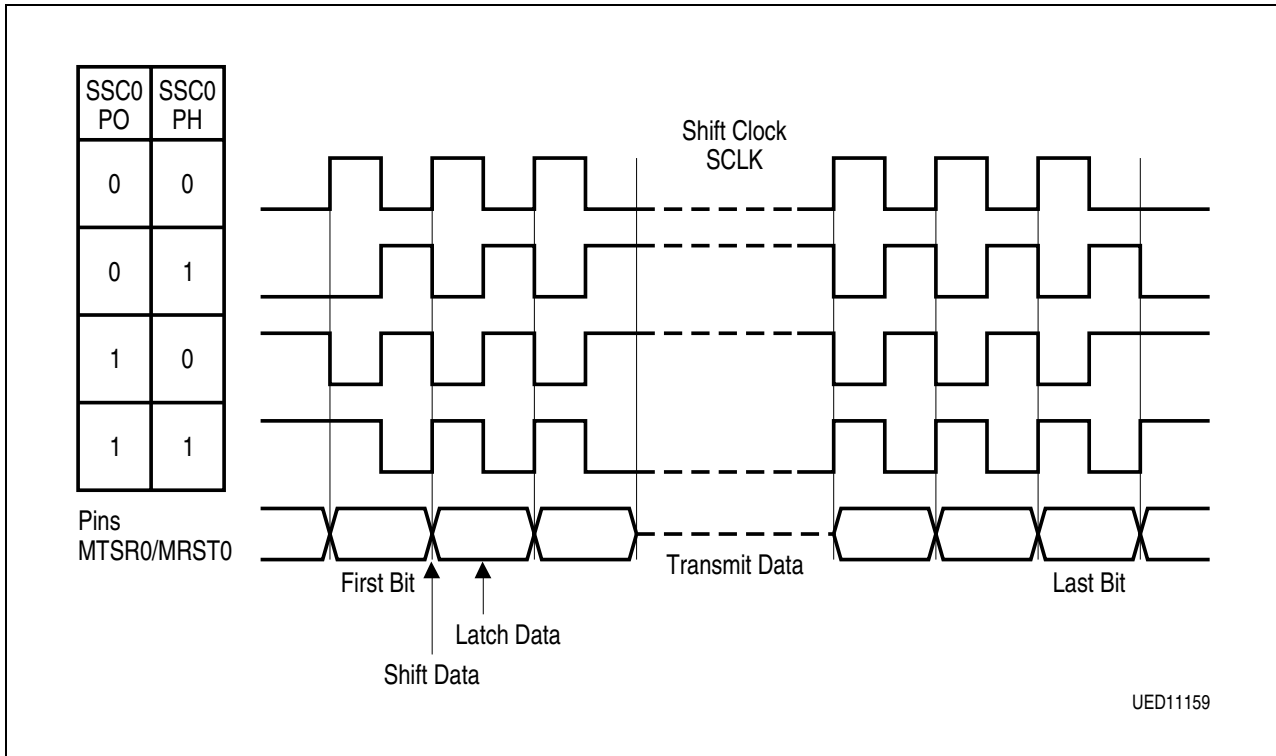 SSC0 SSC0
PO PH
0 0
0 1
1 0
1 1
Shift Clock
SCLK
Pins
MTSR0/MRST0
First Bit
Transmit Data
Last Bit
Latch Data
Shift Data
UED11159